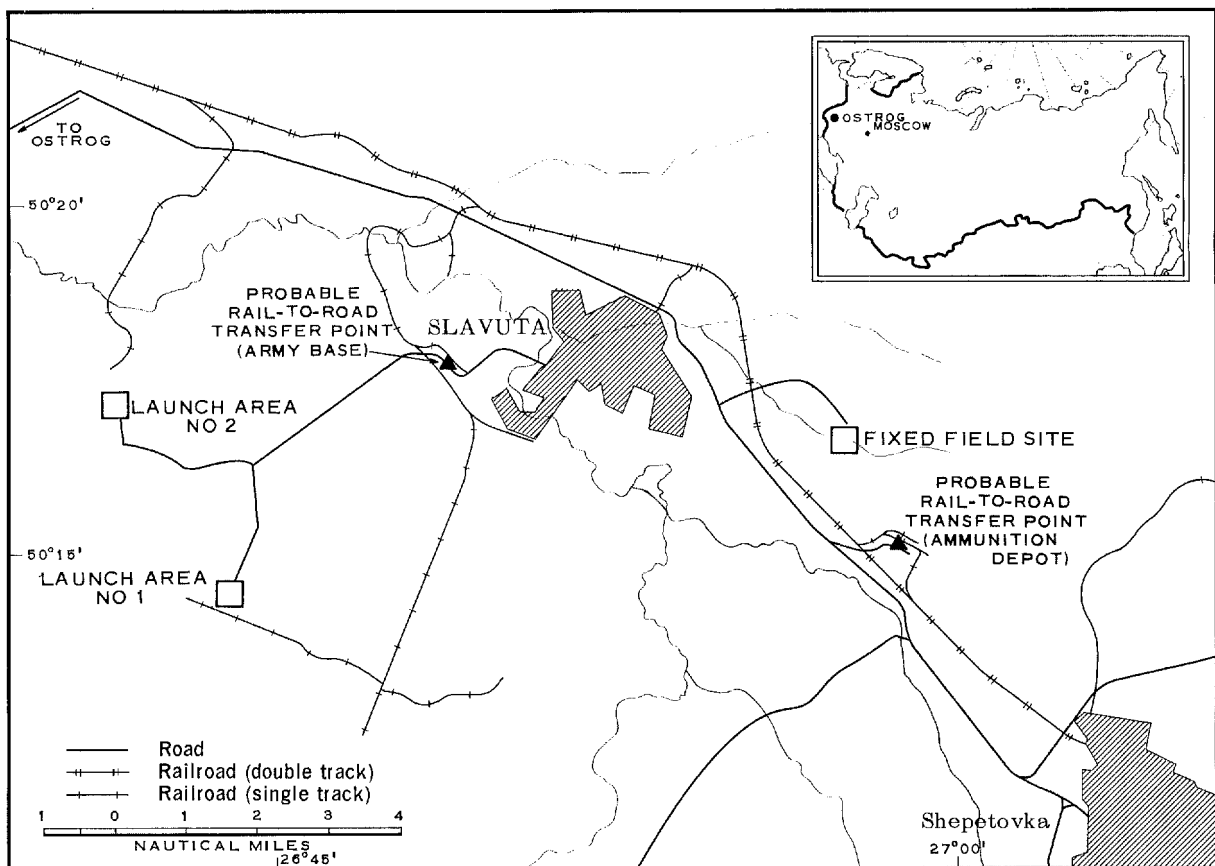 TO
OSTROG
OSTROG
MOSCOW
50°20'
PROBABLE
RAIL-TO-ROAD
TRANSFER POINT
(ARMY BASE)
SLAVUTA
LAUNCH AREA
NO 2
FIXED FIELD SITE
PROBABLE
RAIL-TO-ROAD
TRANSFER POINT
(AMMUNITION
DEPOT)
50°15'
LAUNCH AREA
NO 1
Road
Railroad (double track)
Railroad (single track)
1 0 1 2 3 4
NAUTICAL MILES
26°45'
Shepetovka
27°00'